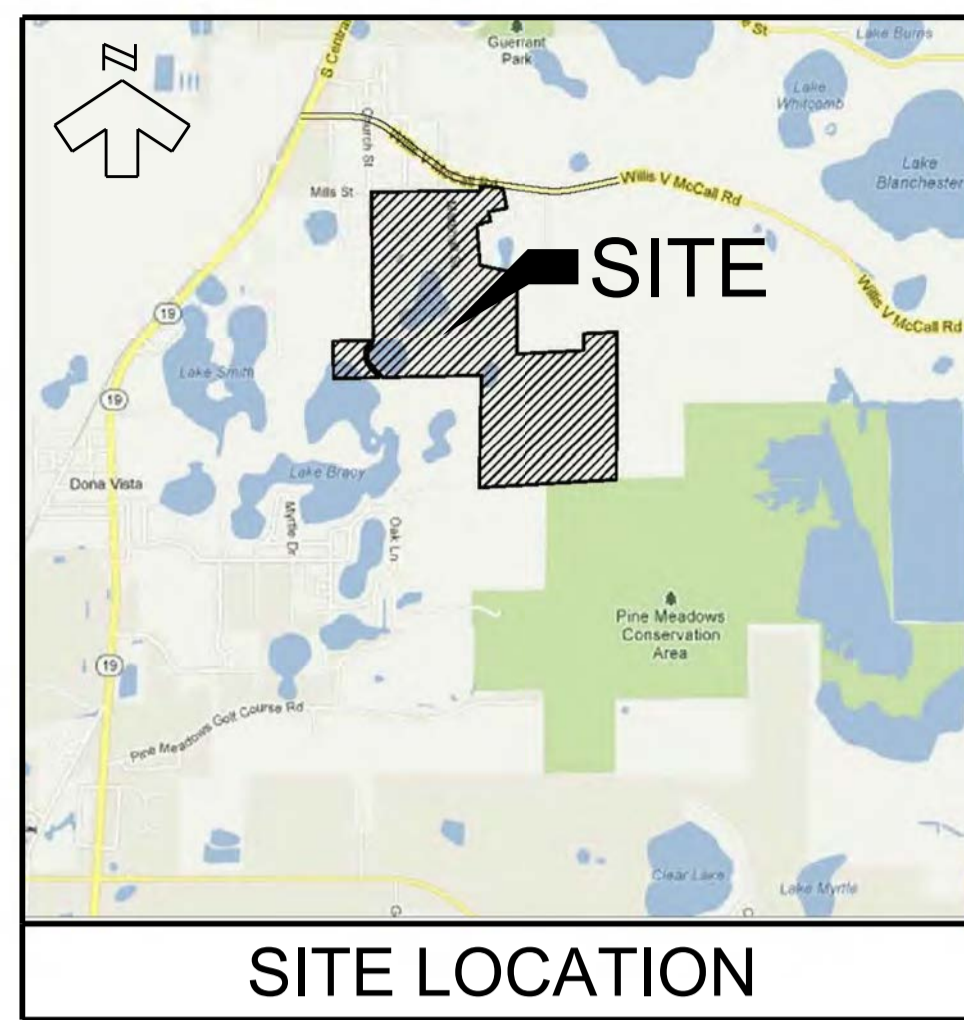 N
Guerrant
Park
Lake Burns
S Centra
St
Lake
Whitcomb
Church St
Willis V McCall Rd
Lake
Blanchester
Mills St
Willis V McCall Rd
SITE
Willis V McCall Rd
19
Lake Smith
19
Dona Vista
Lake Bracy
Myrtle Dr
Oak Ln
Pine Meadows
Conservation
Area
19
Pine Meadows Golf Course Rd
Clear Lake
Lake Myrtle
SITE LOCATION